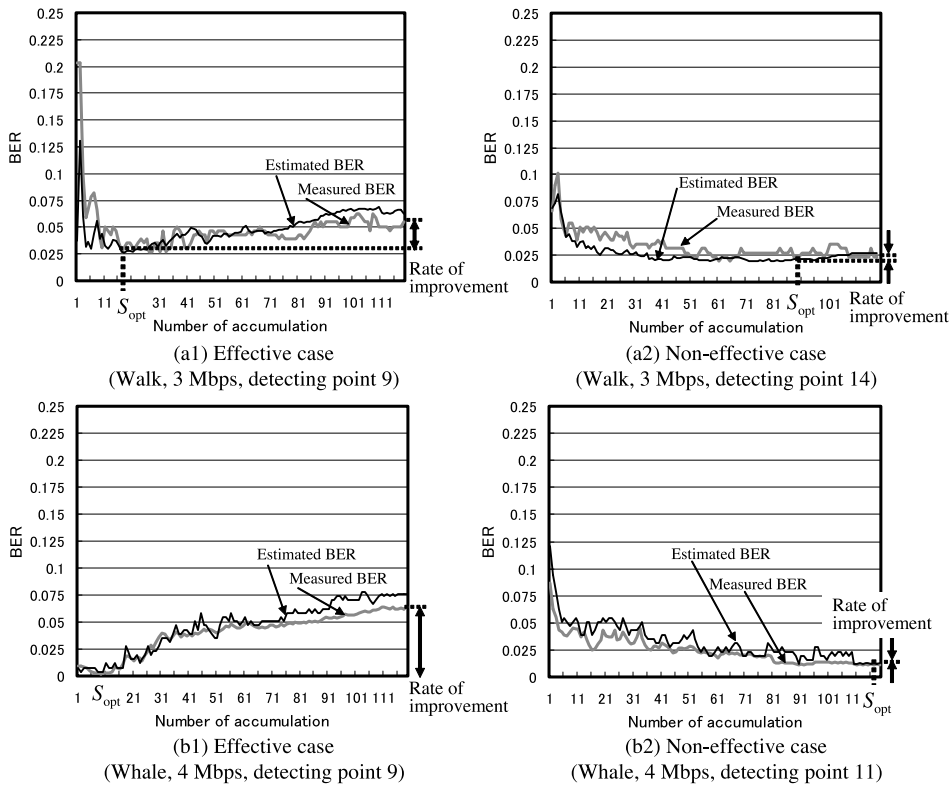 0.25
0.225
0.2
0.175
0.15
0.125
0.1
0.075
0.05
0.025
0
BER
Estimated BER
Measured BER
Rate of
improvement
1 11 21 31 41 51 61 71 81 91 101 111
S opt
Number of accumulation
(a1) Effective case
(Walk, 3 Mbps, detecting point 9)
0.25
0.225
0.2
0.175
0.15
0.125
0.1
0.075
0.05
0.025
0
BER
Estimated BER
Measured BER
Rate of
improvement
1 11 21 31 41 51 61 71 81 S opt 101
Number of accumulation
(a2) Non-effective case
(Walk, 3 Mbps, detecting point 14)
0.25
0.225
0.2
0.175
0.15
0.125
0.1
0.075
0.05
0.025
0
BER
Estimated BER
Measured BER
Rate of
improvement
1 S opt 21 31 41 51 61 71 81 91 101 111
Number of accumulation
(b1) Effective case
(Whale, 4 Mbps, detecting point 9)
0.25
0.225
0.2
0.175
0.15
0.125
0.1
0.075
0.05
0.025
0
BER
Estimated BER
Measured BER
Rate of
improvement
1 11 21 31 41 51 61 71 81 91 101 11
S opt
Number of accumulation
(b2) Non-effective case
(Whale, 4 Mbps, detecting point 11)